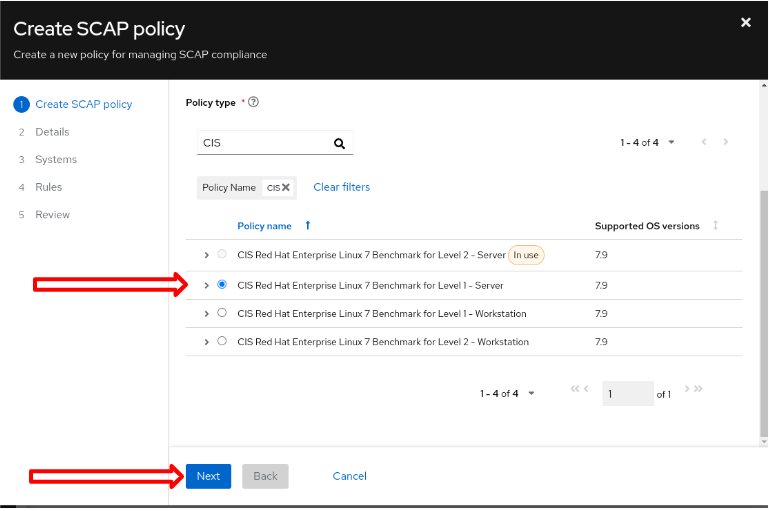 Create SCAP policy
Create a new policy for managing SCAP compliance
1 Create SCAP policy
2 Details
3 Systems
4 Rules
5 Review
Policy type * ?
CIS
1 - 4 of 4
Policy Name CIS
Clear filters
Policy name Supported OS versions
CIS Red Hat Enterprise Linux 7 Benchmark for Level 2 - Server In use 7.9
CIS Red Hat Enterprise Linux 7 Benchmark for Level 1 - Server 7.9
CIS Red Hat Enterprise Linux 7 Benchmark for Level 1 - Workstation 7.9
CIS Red Hat Enterprise Linux 7 Benchmark for Level 2 - Workstation 7.9
1 - 4 of 4 1 of 1
Next Back Cancel